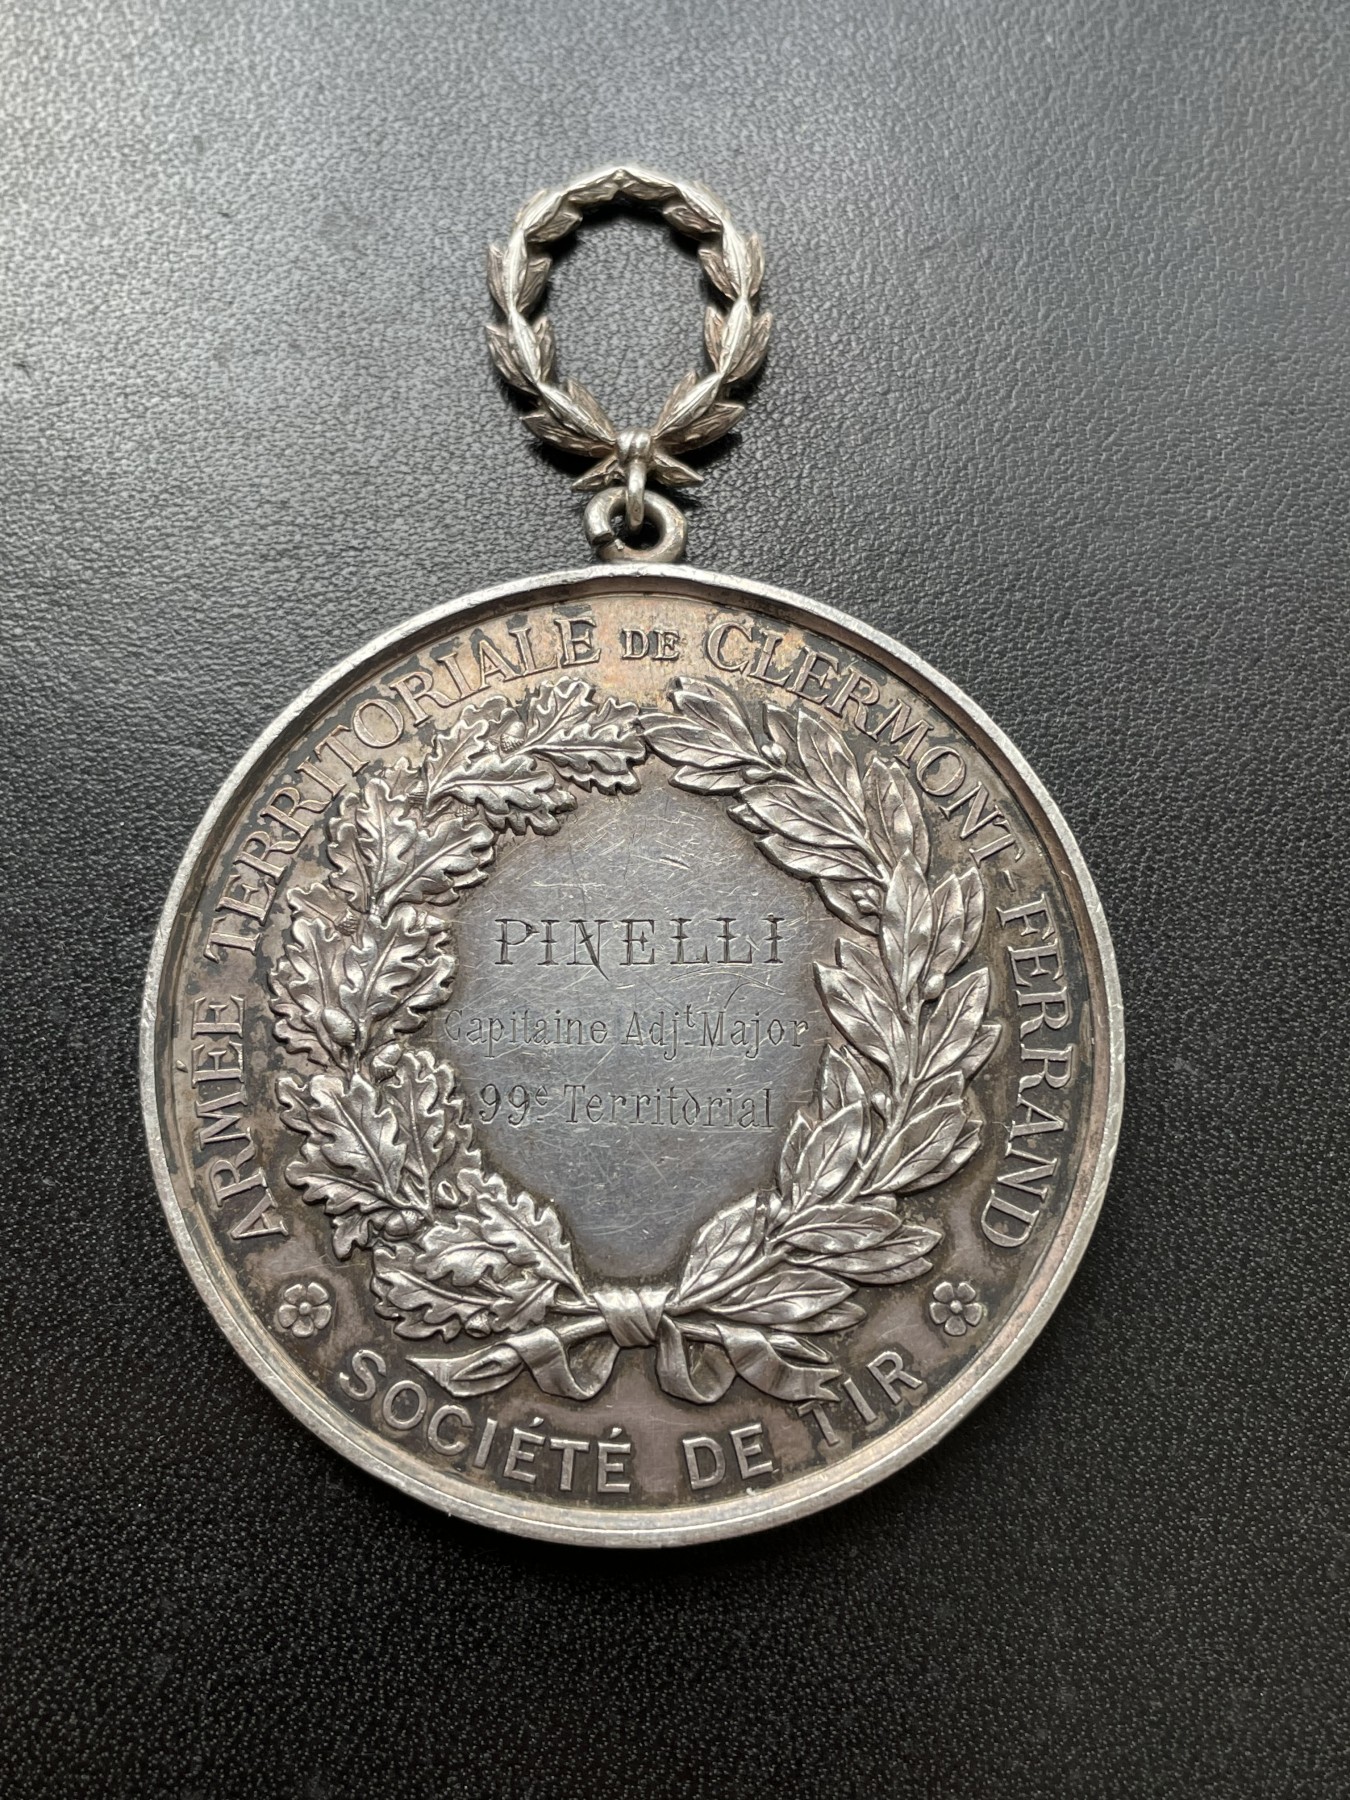 ARMÉE TERRITORIALE DE CLERMONT-FERRAND
PINELLI
Capitaine Adjt. Major
99e Territorial
SOCIÉTÉ DE TIR